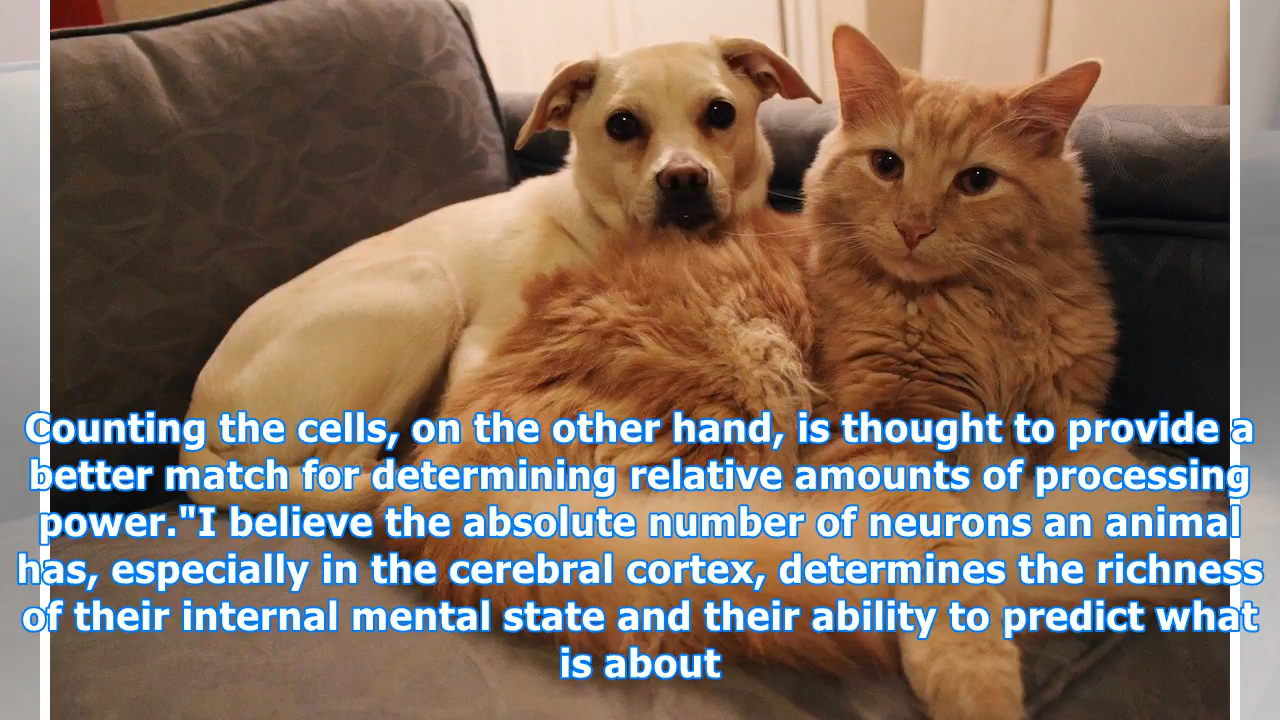 Counting the cells, on the other hand, is thought to provide a
better match for determining relative amounts of processing
power."I believe the absolute number of neurons an animal
has, especially in the cerebral cortex, determines the richness
of their internal mental state and their ability to predict what
is about